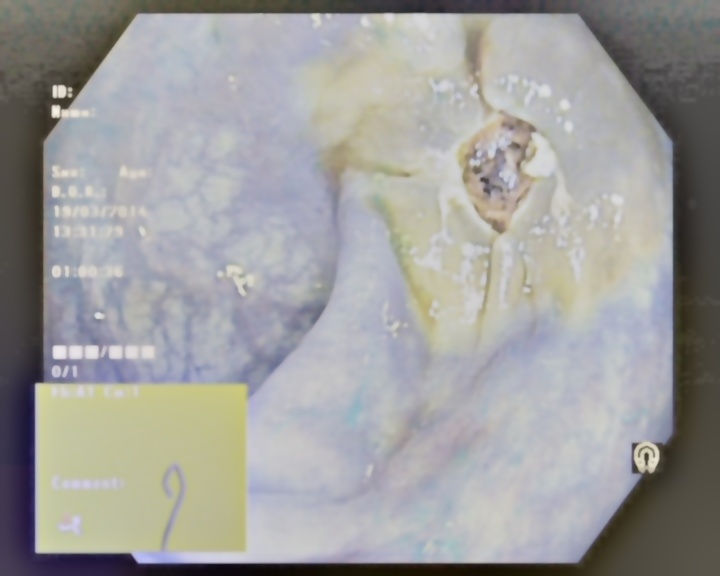 ID:
Name:
Sex: Age:
D.O.B.:
19/03/2014
13:31:29
01:00:36
0/1
Comment: